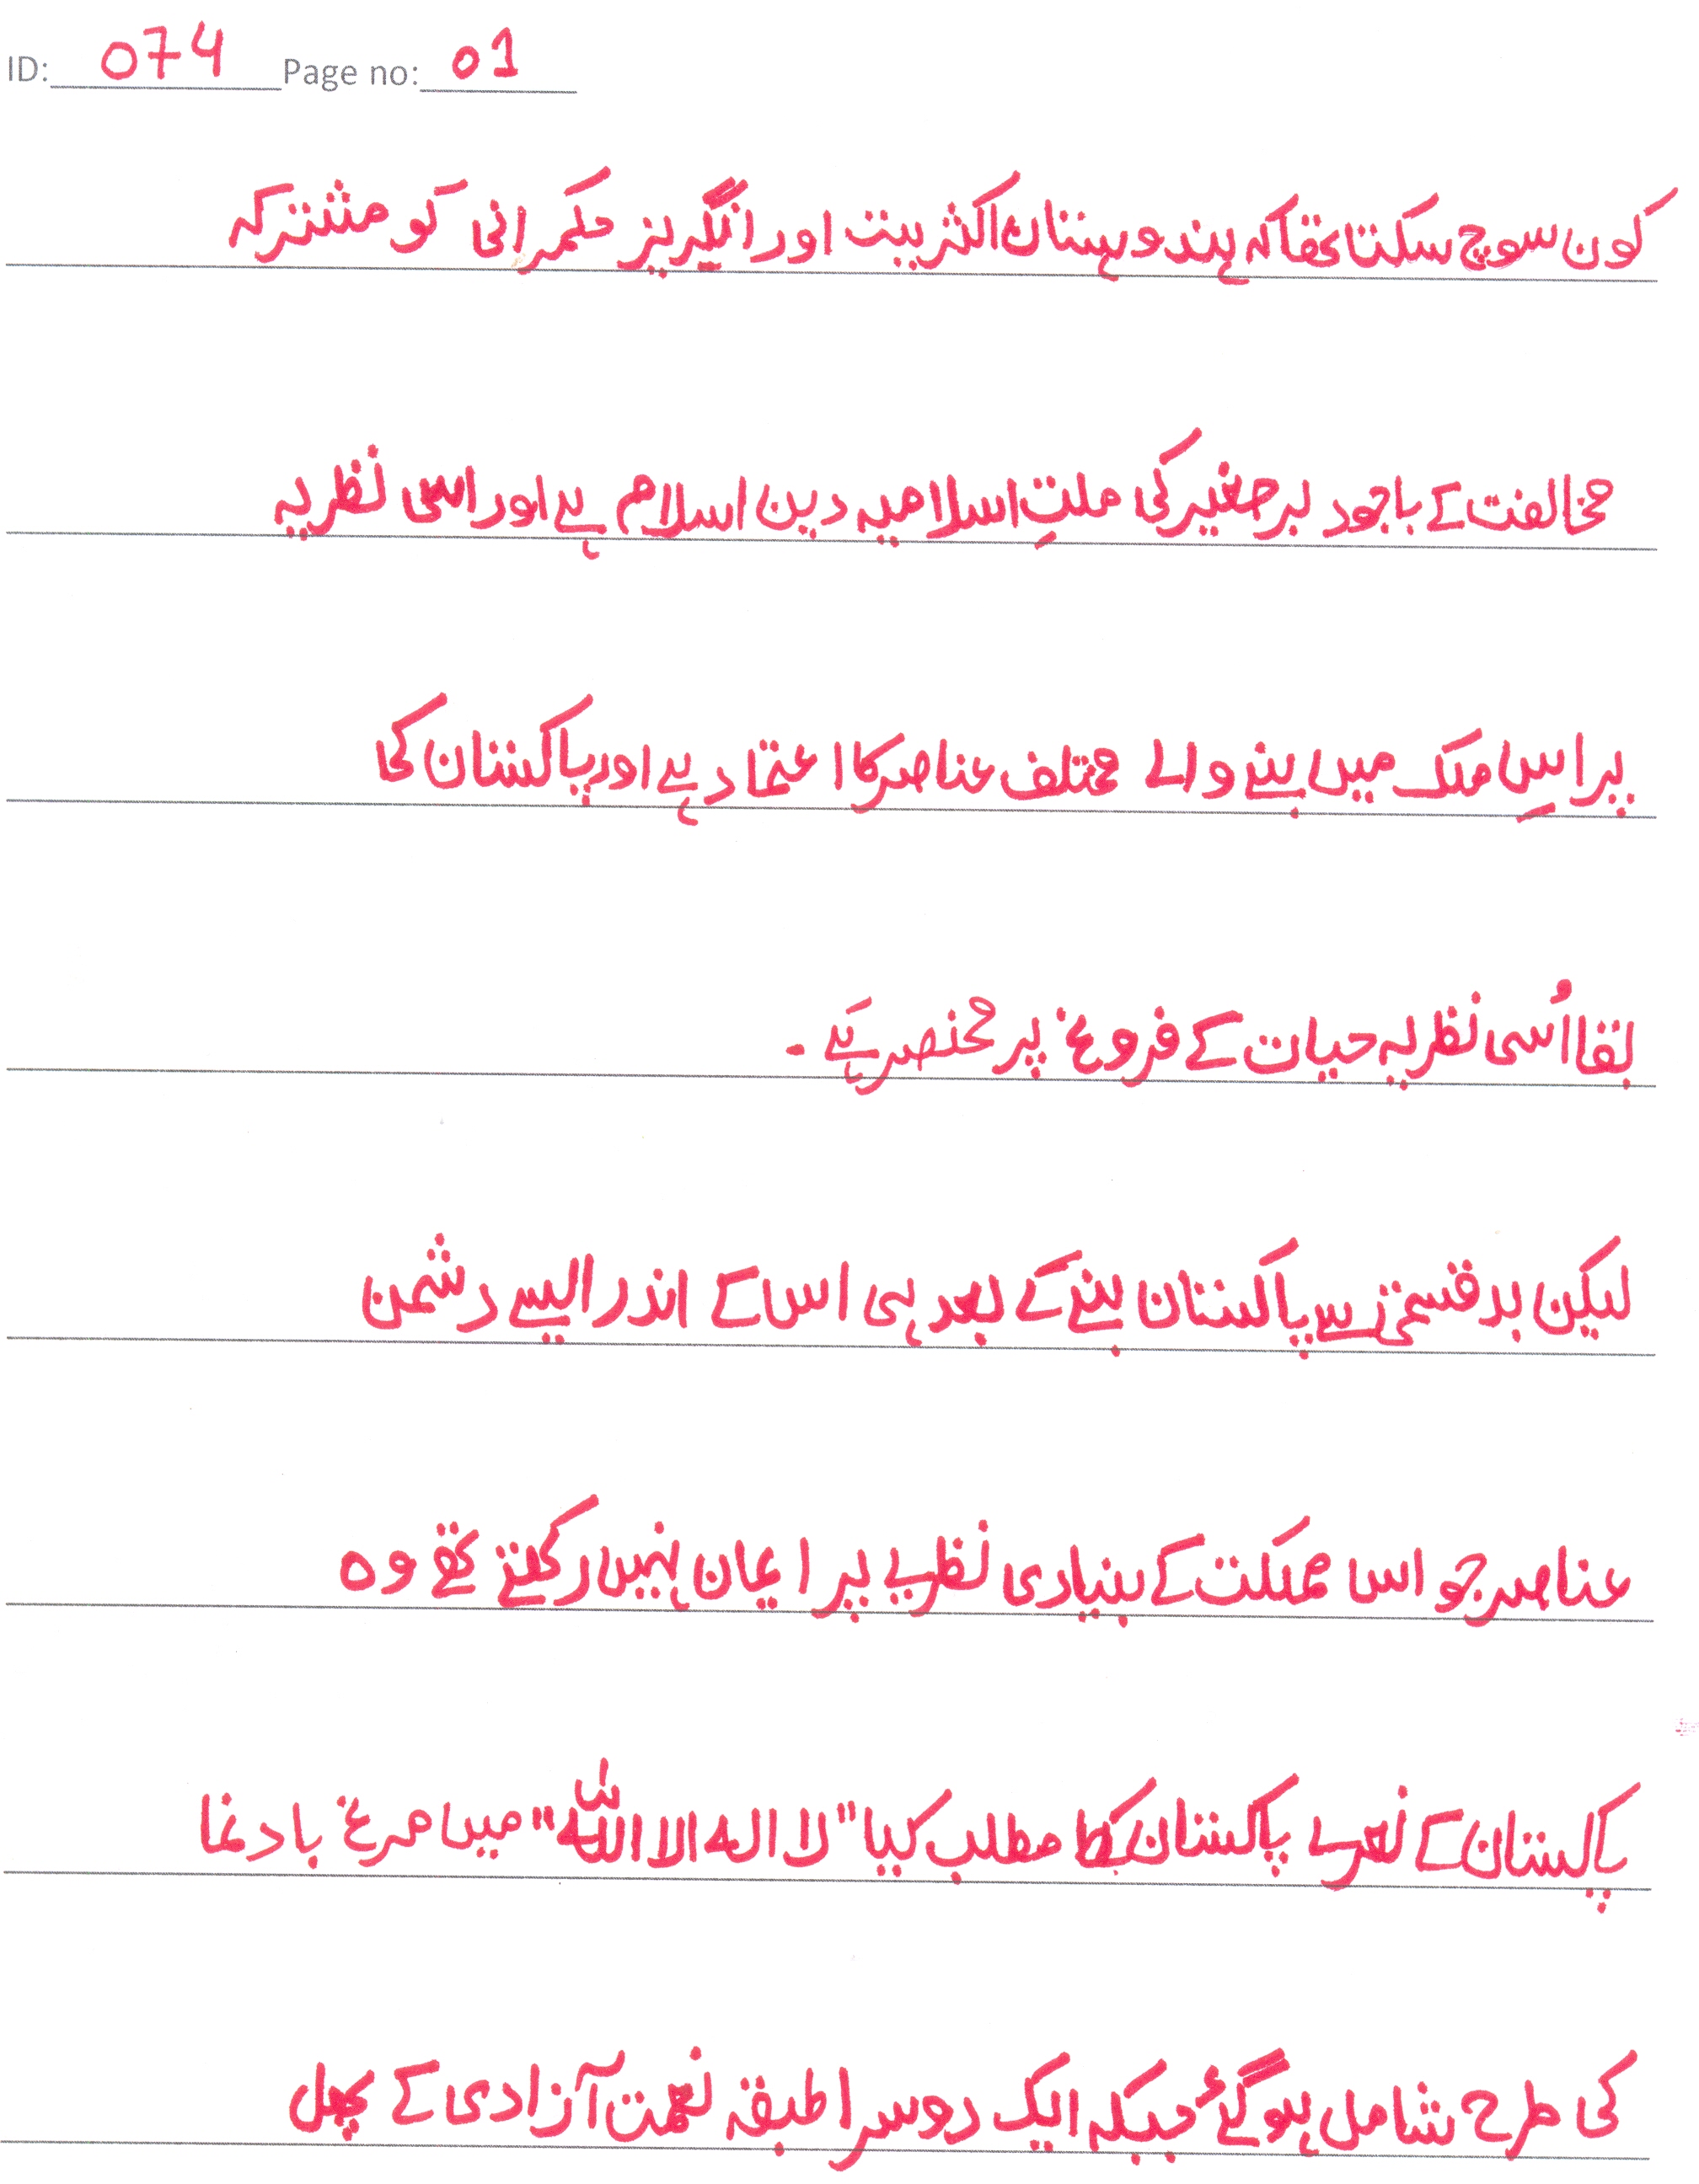 ID: 074 Page no: 01
کون سوچ سکتا تھا کہ ہندوہستان اکثریت اور انگریز حکمرانی کو مشترکہ
مخالفت کے باجود برصغیر کی ملتِ اسلامیہ دین اسلام ہے اور اسی نظریہ
پر اسِ ملک میں بسنے والے مختلف عناصر کا اعتماد ہے اور پاکستان کی
بقا اُسی نظریہ حیات کے فروغ پر منحصر ہے۔
لیکن بدقسمتی سے پاکستان بننے کے بعد ہی اس کے اندر ایسے دشمن
عناصر جو اس مملکت کے بنیادی نظریے پر ایمان نہیں رکھتے تھے وہ
پاکستان کے نعرے پاکستان کا مطلب کیا "لا الہ الا اللہ" میں مرغ بادنما
کی طرح شامل ہوگئے جبکہ ایک دوسرا طبقہ نعمت آزادی کے پھل